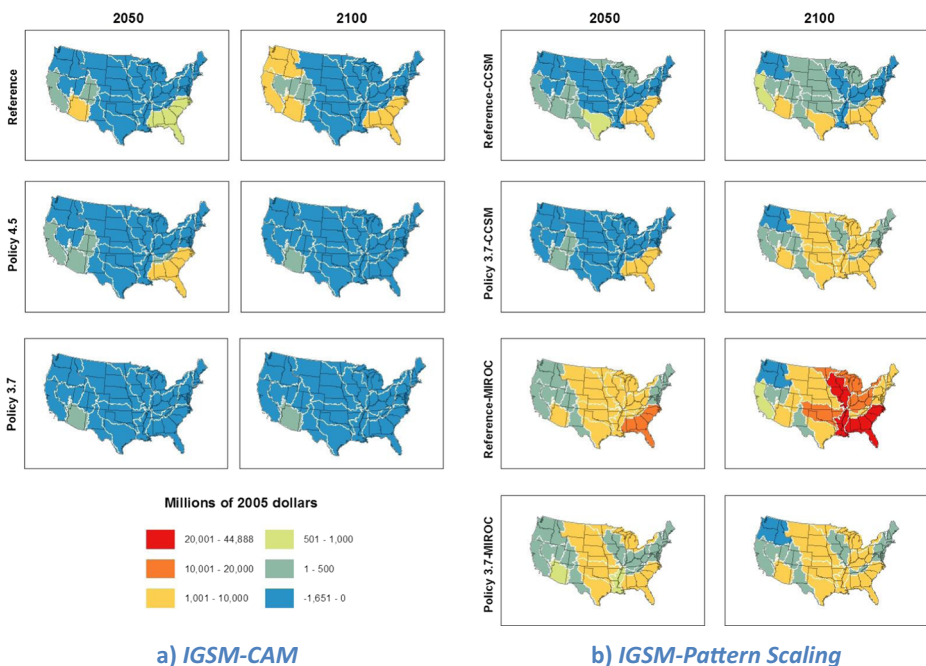 2050
2100
2050
2100
Reference
Policy 4.5
Policy 3.7
Reference-CCSM
Policy 3.7-CCSM
Reference-MIROC
Policy 3.7-MIROC
Millions of 2005 dollars
20,001 - 44,888
501 - 1,000
10,001 - 20,000
1 - 500
1,001 - 10,000
-1,651 - 0
a) IGSM-CAM
b) IGSM-Pattern Scaling